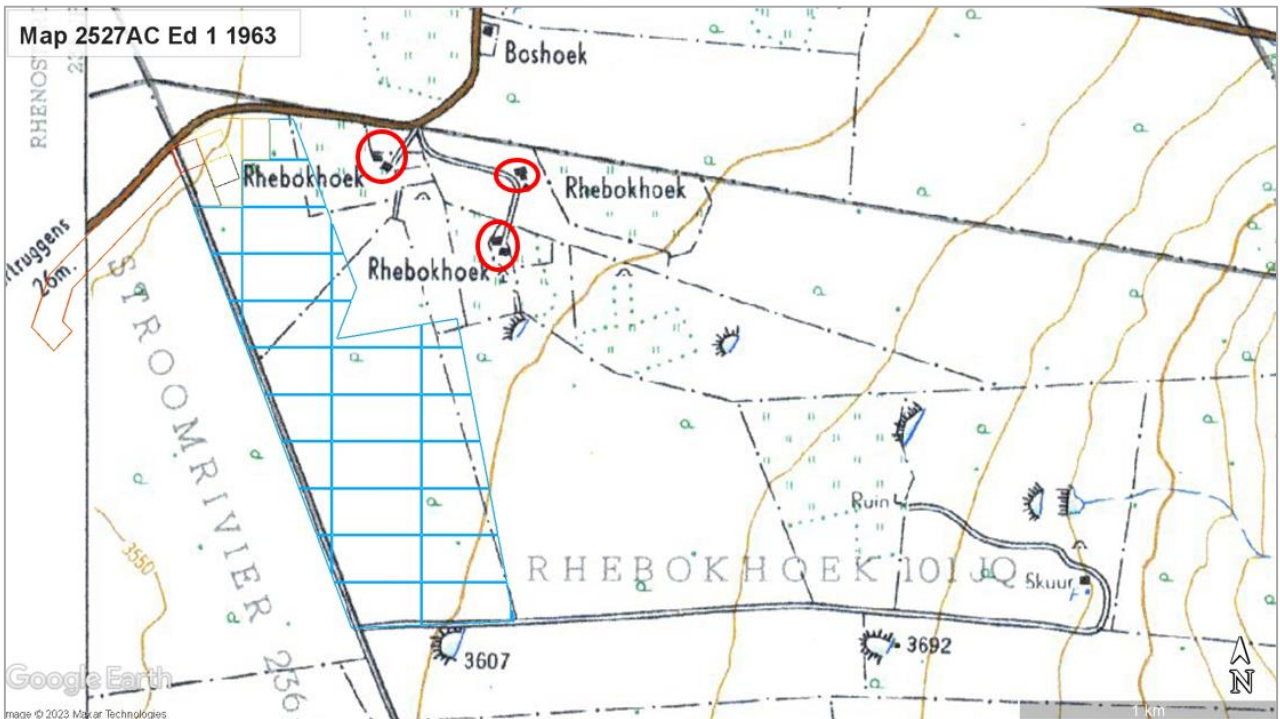 Map 2527AC Ed 1 1963
Boshoek
Rhebokhoek
Rhebokhoek
Rhebokhoek
26m.
STROOMRIVIER 236
3550
Ruin
RHEBOKHOEK 101 JQ
Skuur
3607
3692
N
Google Earth
1 km
Image © 2023 Maxar Technologies